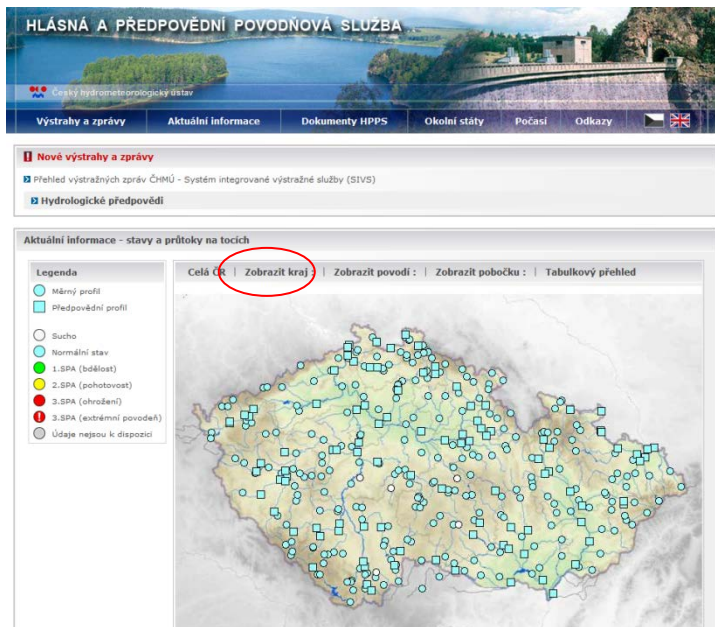 HLÁSNÁ A PŘEDPOVĚDNÍ POVODŇOVÁ SLUŽBA
Český hydrometeorologický ústav
Výstrahy a zprávy Aktuální informace Dokumenty HPPS Okolní státy Počasí Odkazy
Nové výstrahy a zprávy
Přehled výstražných zpráv ČHMÚ - Systém integrované výstražné služby (SIVS)
Hydrologické předpovědi
Aktuální informace - stavy a průtoky na tocích
Legenda
Měrný profil
Předpovědní profil
Sucho
Normální stav
1.SPA (bdělost)
2.SPA (pohotovost)
3.SPA (ohrožení)
3.SPA (extrémní povodeň)
Údaje nejsou k dispozici
Celá ČR | Zobrazit kraj : | Zobrazit povodí : | Zobrazit pobočku : | Tabulkový přehled